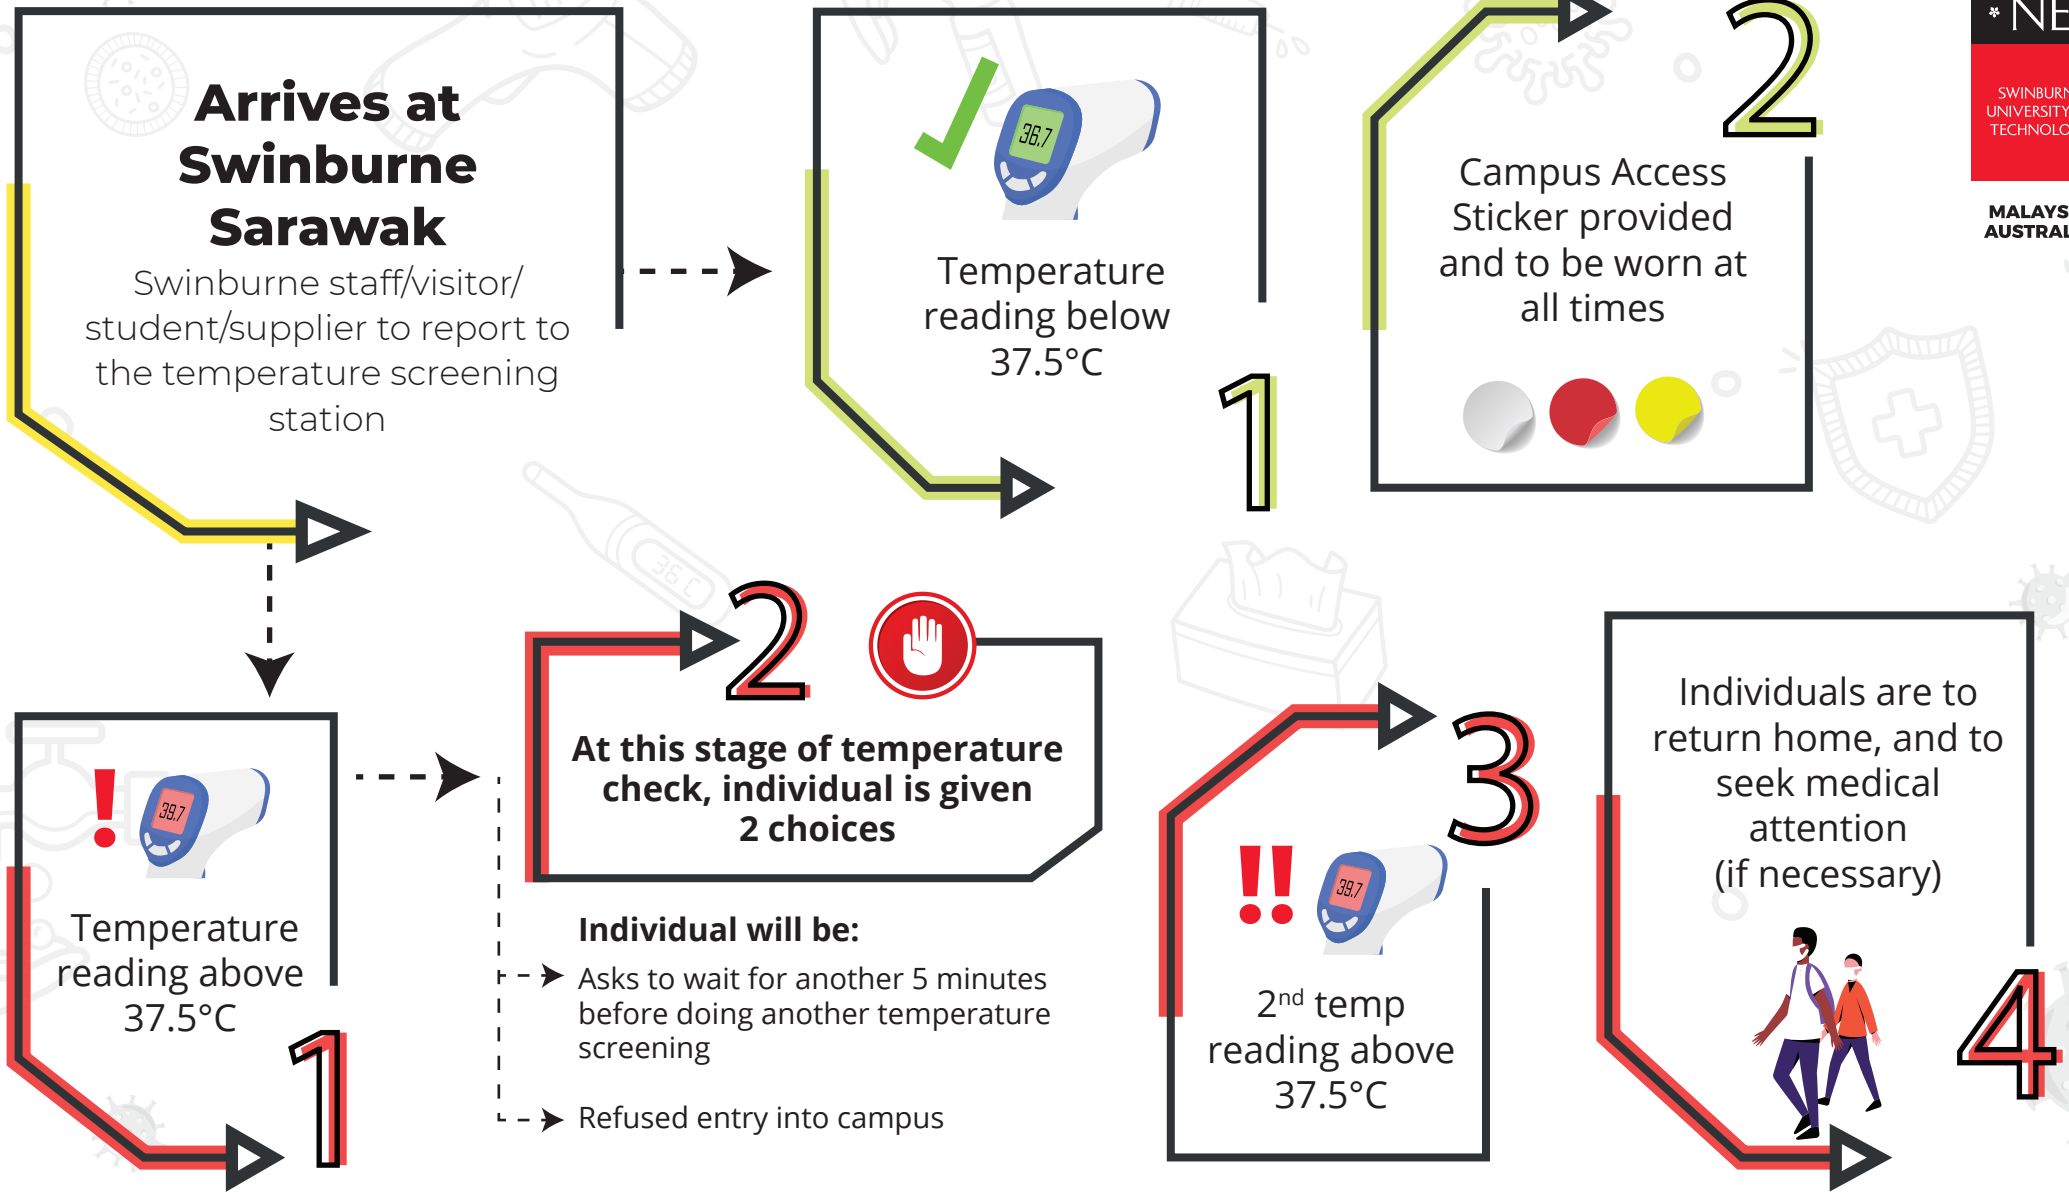 Arrives at
Swinburne
Sarawak
Swinburne staff/visitor/
student/supplier to report to
the temperature screening
station
36.7
Temperature
reading below
37.5°C
1
2
Campus Access
Sticker provided
and to be worn at
all times
NE
SWINBURN
UNIVERSITY
TECHNOLO
MALAYS
AUSTRAL
36 C
39.7
Temperature
reading above
37.5°C
1
2
At this stage of temperature
check, individual is given
2 choices
Individual will be:
Asks to wait for another 5 minutes
before doing another temperature
screening
Refused entry into campus
3
39.7
2nd temp
reading above
37.5°C
Individuals are to
return home, and to
seek medical
attention
(if necessary)
4